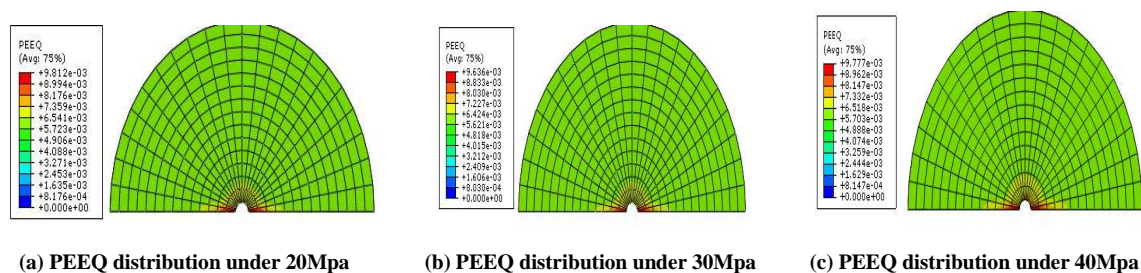 PEEQ
(Avg: 75%)
+9.812e-03
+8.994e-03
+8.176e-03
+7.359e-03
+6.541e-03
+5.723e-03
+4.906e-03
+4.088e-03
+3.271e-03
+2.453e-03
+1.635e-03
+8.176e-04
+0.000e+00
PEEQ
(Avg: 75%)
+9.636e-03
+8.833e-03
+8.030e-03
+7.227e-03
+6.424e-03
+5.621e-03
+4.818e-03
+4.015e-03
+3.212e-03
+2.409e-03
+1.606e-03
+8.030e-04
+0.000e+00
PEEQ
(Avg: 75%)
+9.777e-03
+8.962e-03
+8.147e-03
+7.332e-03
+6.518e-03
+5.703e-03
+4.888e-03
+4.074e-03
+3.259e-03
+2.444e-03
+1.629e-03
+8.147e-04
+0.000e+00
(a) PEEQ distribution under 20Mpa
(b) PEEQ distribution under 30Mpa
(c) PEEQ distribution under 40Mpa